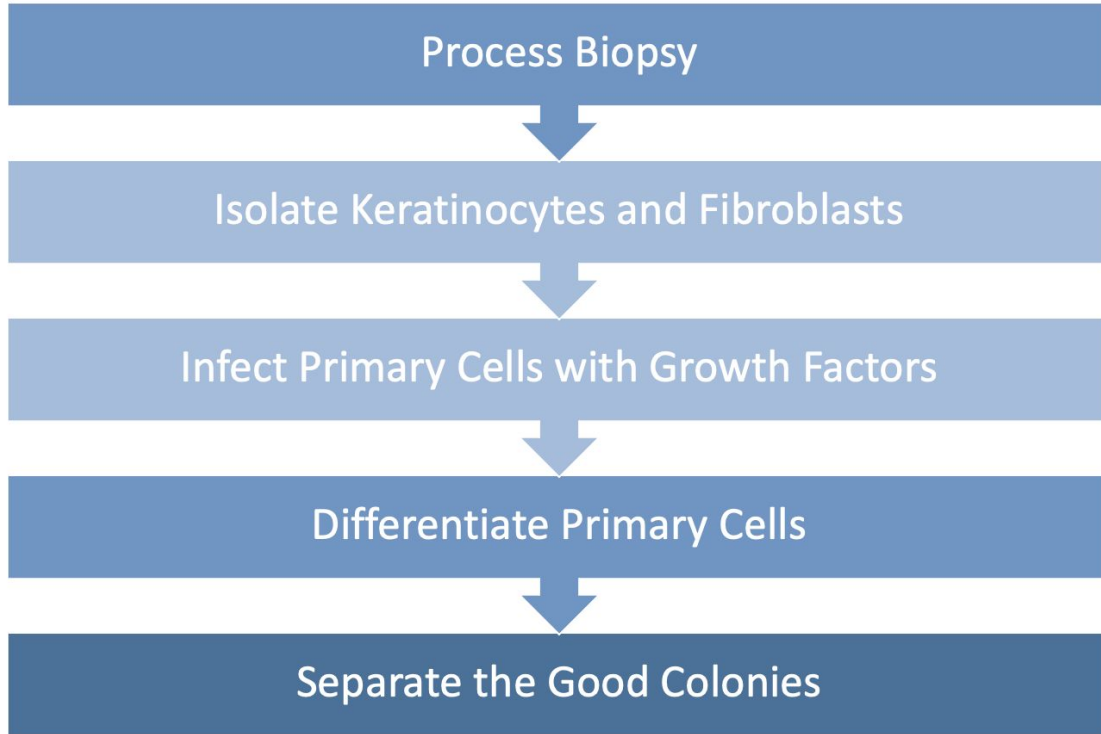 Process Biopsy
Isolate Keratinocytes and Fibroblasts
Infect Primary Cells with Growth Factors
Differentiate Primary Cells
Separate the Good Colonies